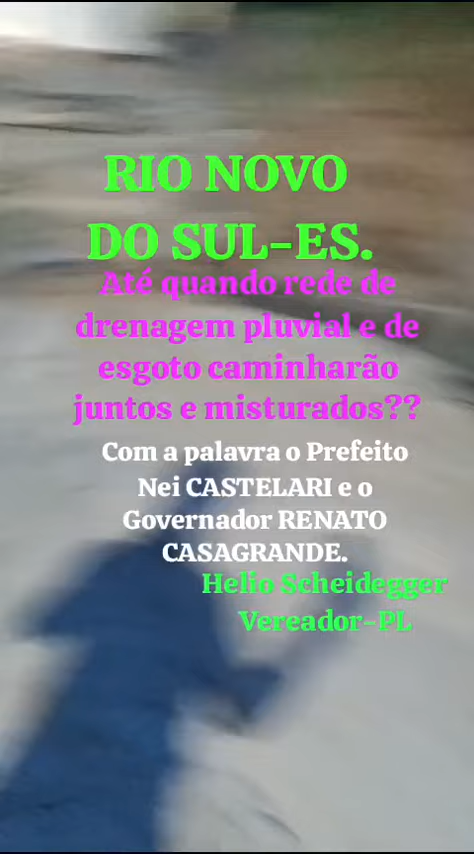 RIO NOVO
DO SUL-ES.
Até quando rede de
drenagem pluvial e de
esgoto caminharão
juntos e misturados??
Com a palavra o Prefeito
Nei CASTELARI e o
Governador RENATO
CASAGRANDE.
Helio Scheidegger
Vereador-PL